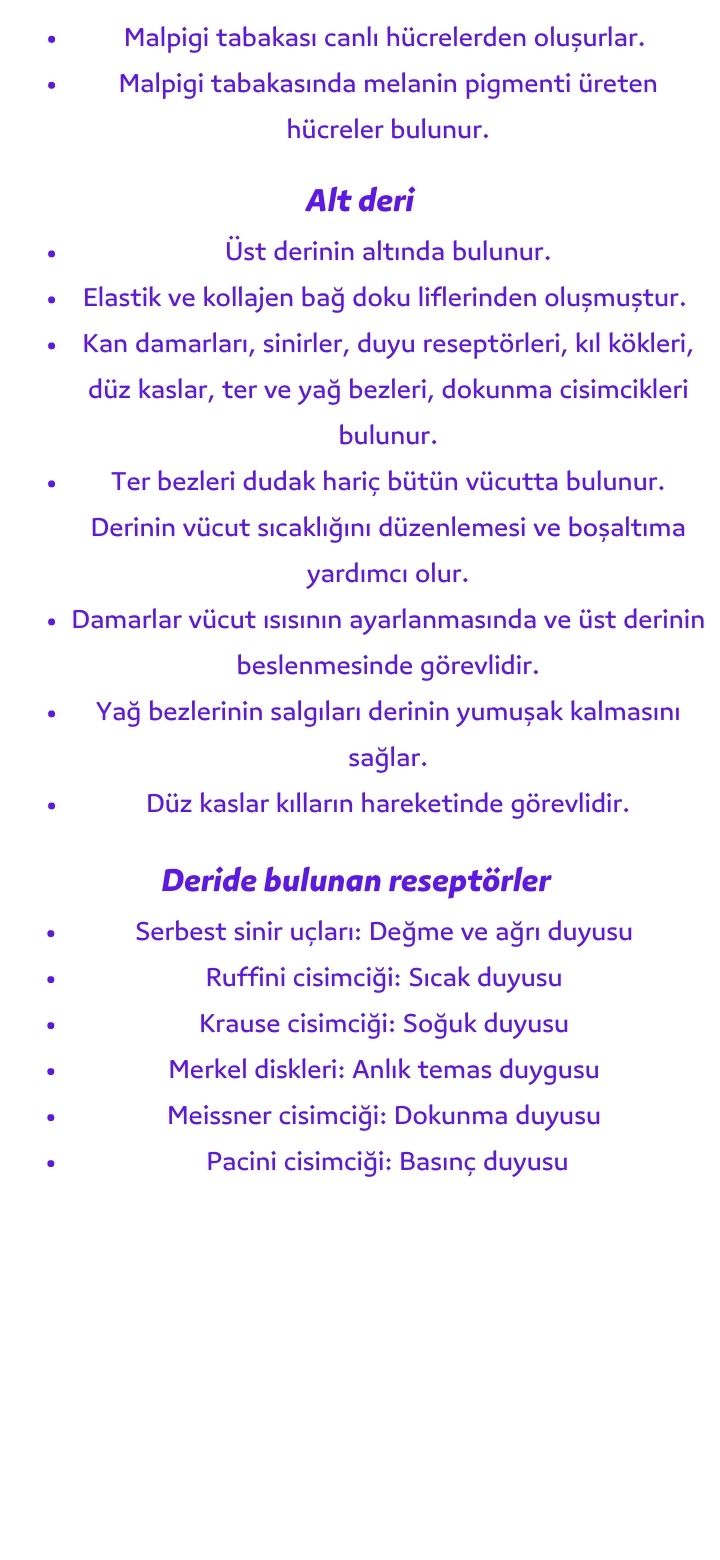 • Malpigi tabakası canlı hücrelerden oluşurlar.
• Malpigi tabakasında melanin pigmenti üreten
hücreler bulunur.
Alt deri
• Üst derinin altında bulunur.
• Elastik ve kollajen bağ doku liflerinden oluşmuştur.
• Kan damarları, sinirler, duyu reseptörleri, kıl kökleri,
düz kaslar, ter ve yağ bezleri, dokunma cisimcikleri
bulunur.
• Ter bezleri dudak hariç bütün vücutta bulunur.
Derinin vücut sıcaklığını düzenlemesi ve boşaltıma
yardımcı olur.
• Damarlar vücut ısısının ayarlanmasında ve üst derinin
beslenmesinde görevlidir.
• Yağ bezlerinin salgıları derinin yumuşak kalmasını
sağlar.
• Düz kaslar kılların hareketinde görevlidir.
Deride bulunan reseptörler
• Serbest sinir uçları: Değme ve ağrı duyusu
• Ruffini cisimciği: Sıcak duyusu
• Krause cisimciği: Soğuk duyusu
• Merkel diskleri: Anlık temas duygusu
• Meissner cisimciği: Dokunma duyusu
• Pacini cisimciği: Basınç duyusu